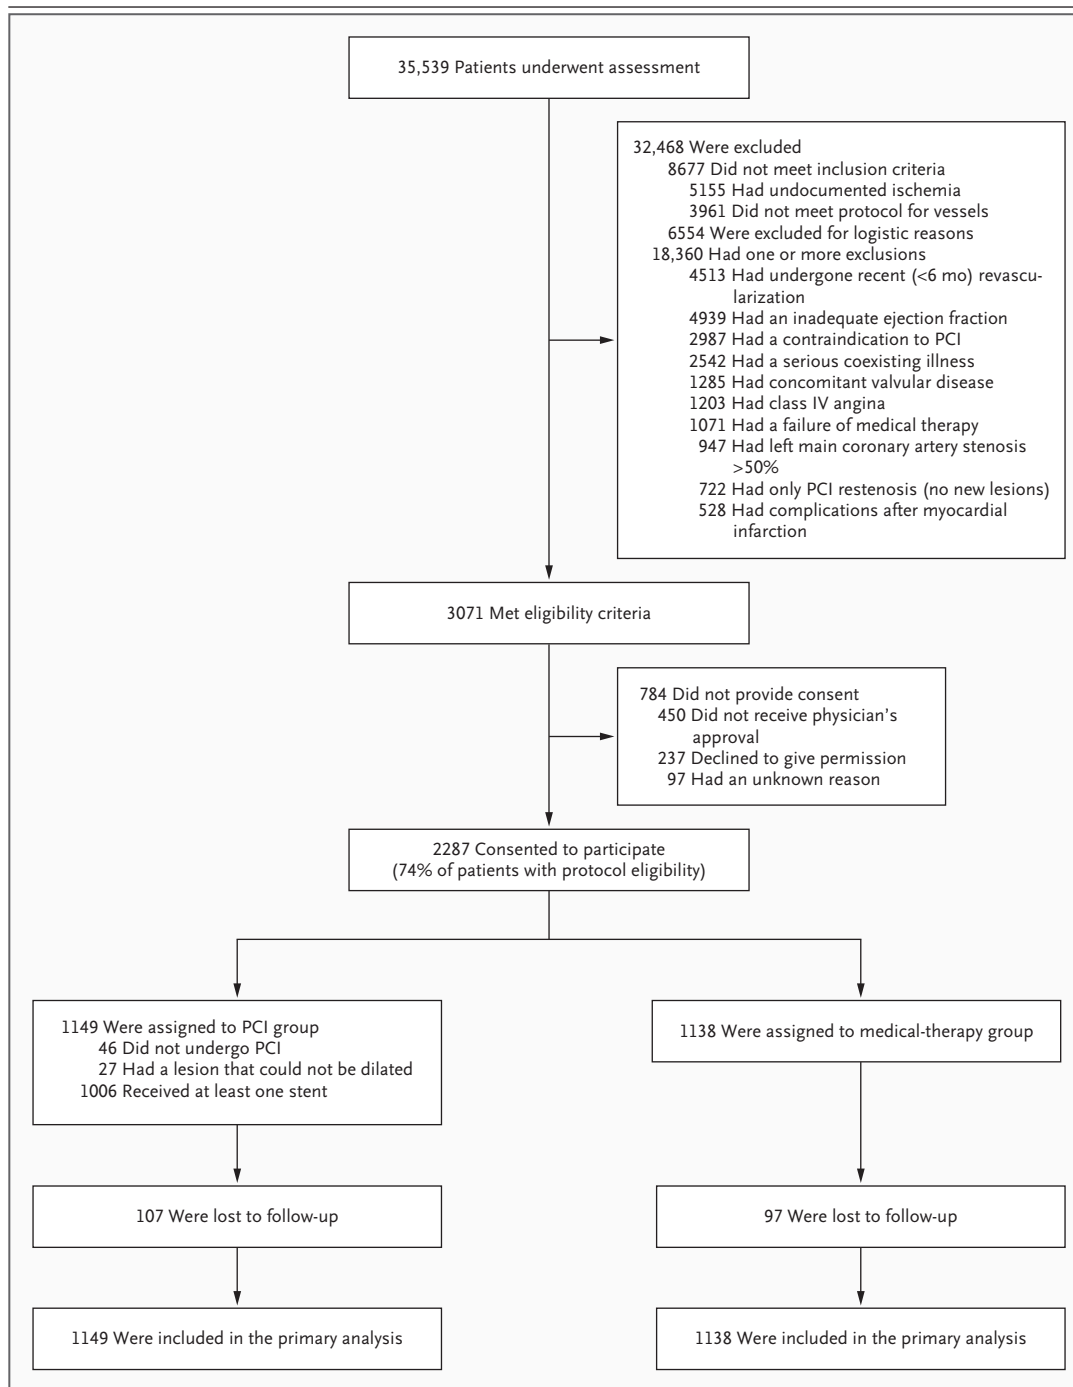 35,539 Patients underwent assessment
32,468 Were excluded
8677 Did not meet inclusion criteria
5155 Had undocumented ischemia
3961 Did not meet protocol for vessels
6554 Were excluded for logistic reasons
18,360 Had one or more exclusions
4513 Had undergone recent (<6 mo) revascu-
larization
4939 Had an inadequate ejection fraction
2987 Had a contraindication to PCI
2542 Had a serious coexisting illness
1285 Had concomitant valvular disease
1203 Had class IV angina
1071 Had a failure of medical therapy
947 Had left main coronary artery stenosis
>50%
722 Had only PCI restenosis (no new lesions)
528 Had complications after myocardial
infarction
3071 Met eligibility criteria
784 Did not provide consent
450 Did not receive physician’s
approval
237 Declined to give permission
97 Had an unknown reason
2287 Consented to participate
(74% of patients with protocol eligibility)
1149 Were assigned to PCI group
46 Did not undergo PCI
27 Had a lesion that could not be dilated
1006 Received at least one stent
1138 Were assigned to medical-therapy group
107 Were lost to follow-up
97 Were lost to follow-up
1149 Were included in the primary analysis
1138 Were included in the primary analysis